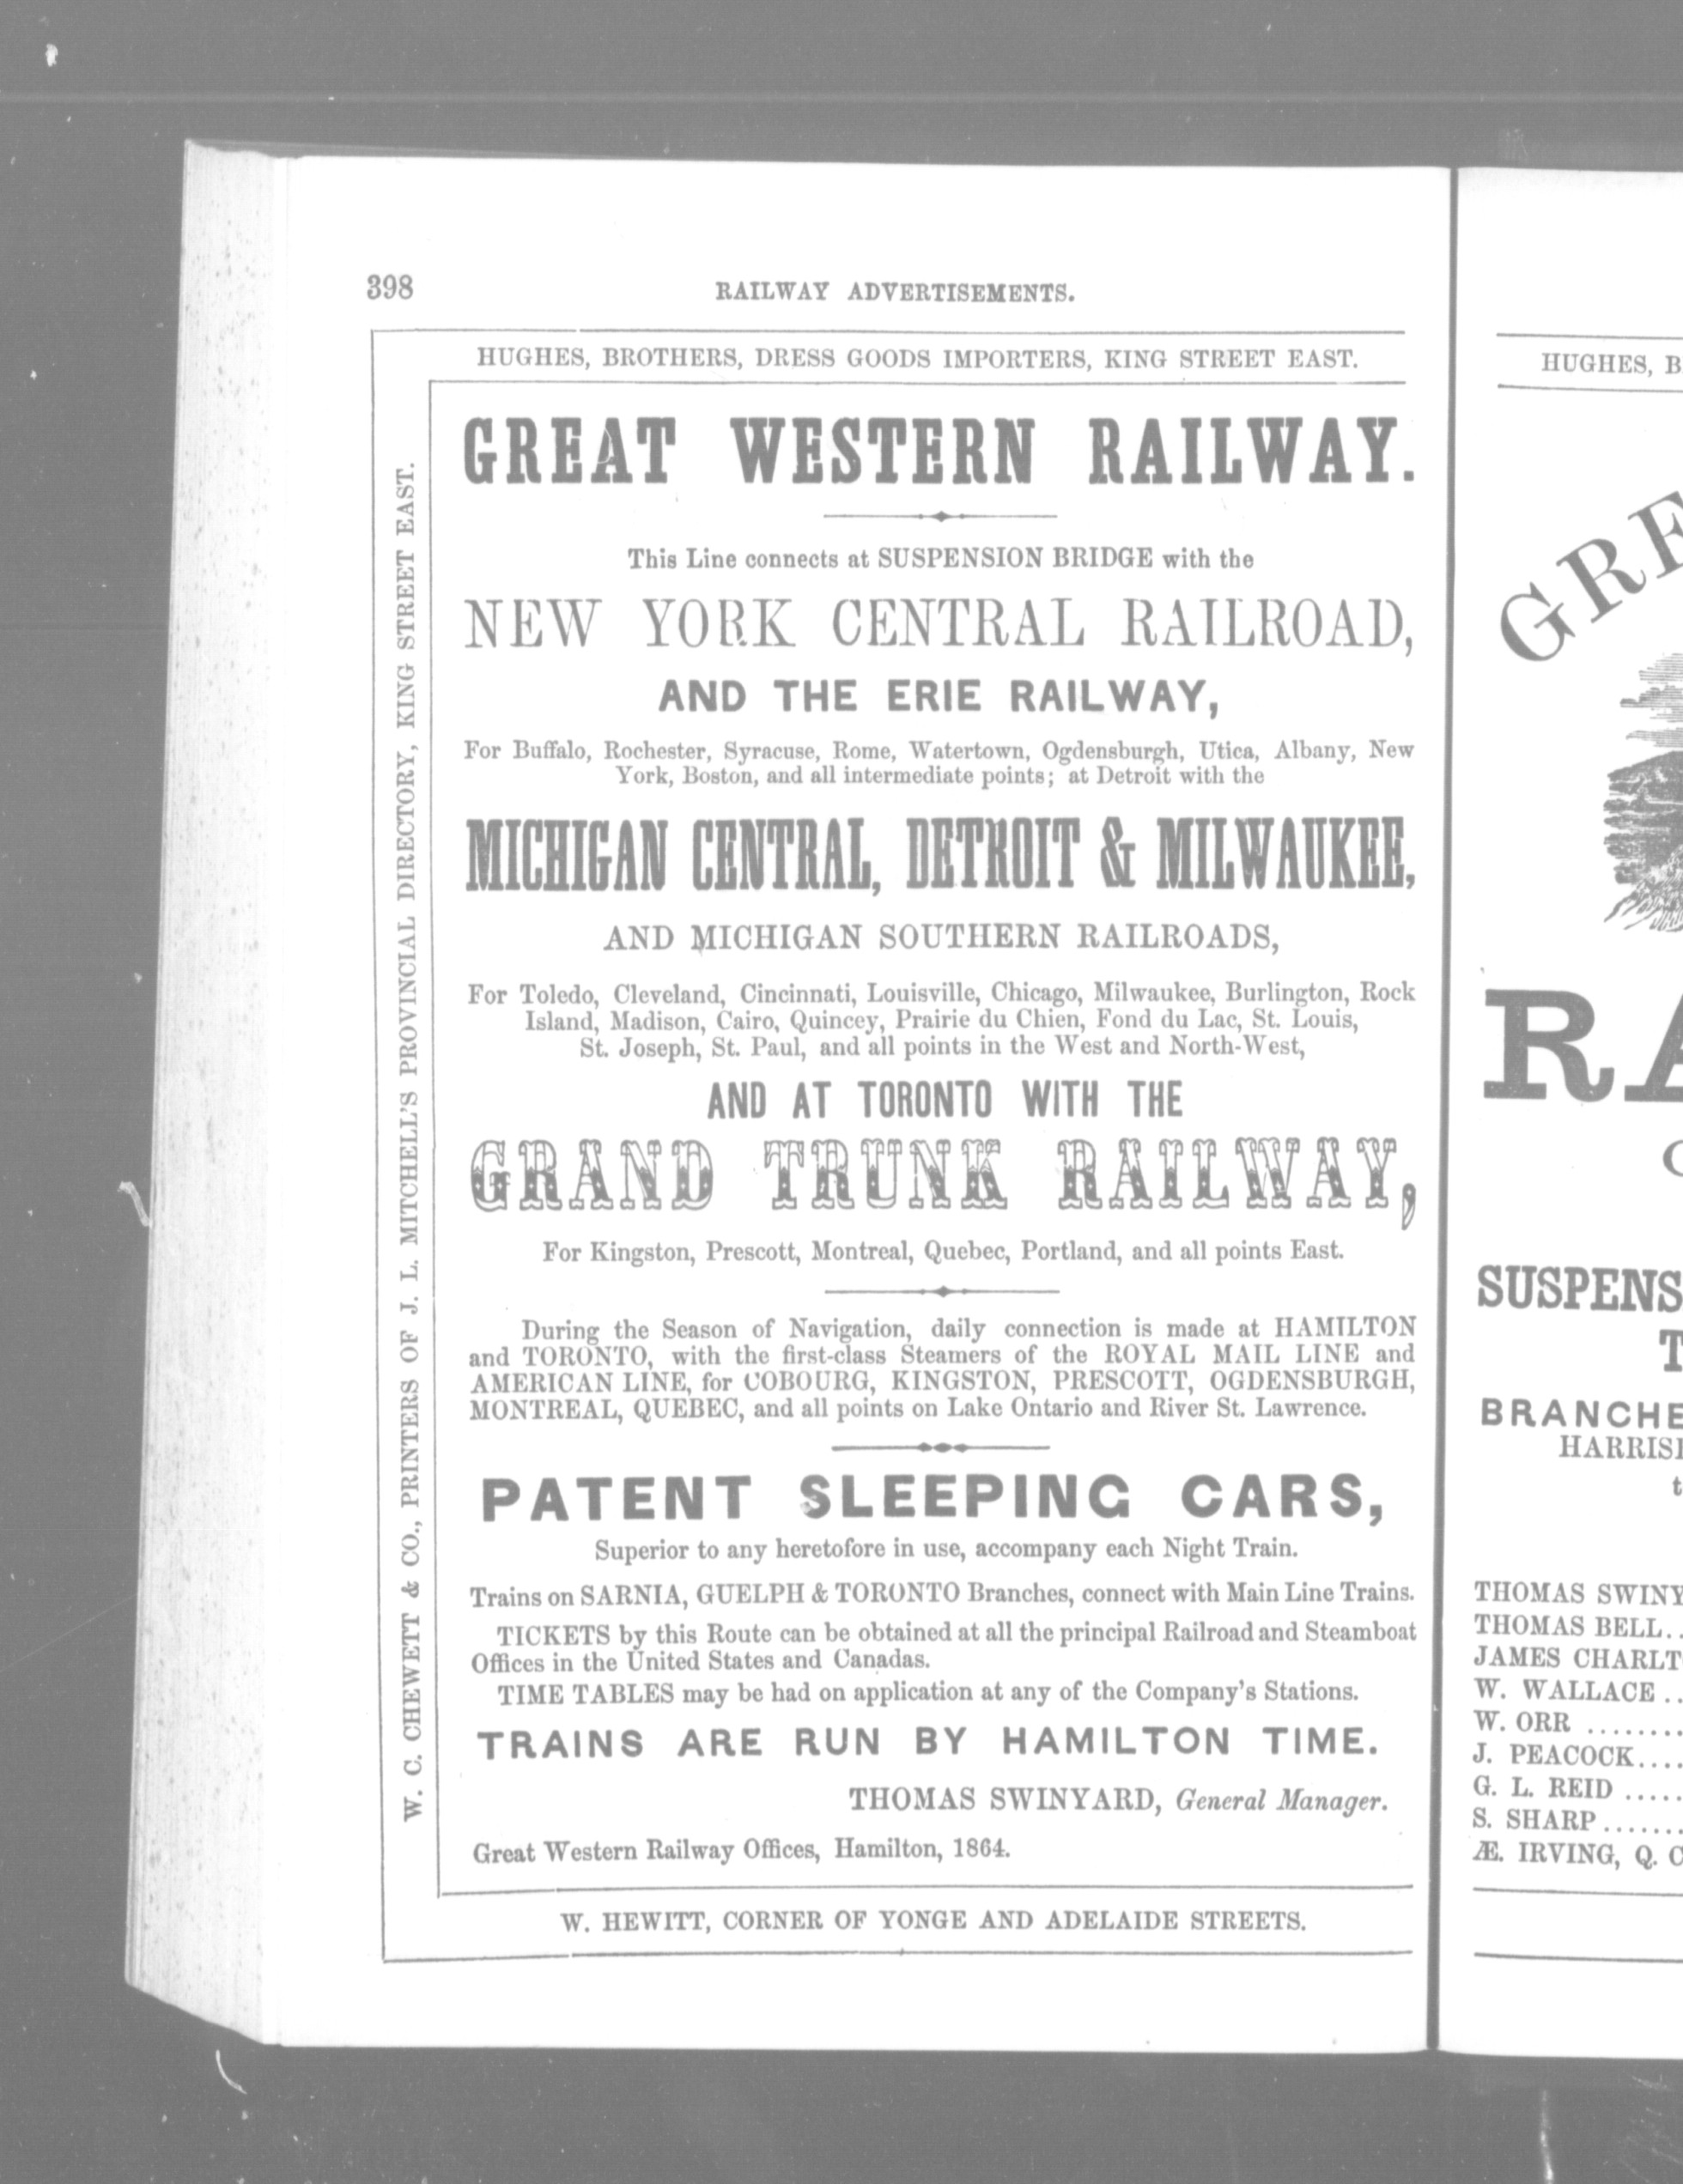 398
RAILWAY ADVERTISEMENTS.
HUGHES, BROTHERS, DRESS GOODS IMPORTERS, KING STREET EAST.
W. C. CHEWETT & CO., PRINTERS OF J. L. MITCHELL'S PROVINCIAL DIRECTORY, KING STREET EAST.
GREAT WESTERN RAILWAY.
This Line connects at SUSPENSION BRIDGE with the
NEW YORK CENTRAL RAILROAD,
AND THE ERIE RAILWAY,
For Buffalo, Rochester, Syracuse, Rome, Watertown, Ogdensburgh, Utica, Albany, New
York, Boston, and all intermediate points; at Detroit with the
MICHIGAN CENTRAL, DETROIT & MILWAUKEE,
AND MICHIGAN SOUTHERN RAILROADS,
For Toledo, Cleveland, Cincinnati, Louisville, Chicago, Milwaukee, Burlington, Rock
Island, Madison, Cairo, Quincey, Prairie du Chien, Fond du Lac, St. Louis,
St. Joseph, St. Paul, and all points in the West and North-West,
AND AT TORONTO WITH THE
GRAND TRUNK RAILWAY,
For Kingston, Prescott, Montreal, Quebec, Portland, and all points East.
During the Season of Navigation, daily connection is made at HAMILTON
and TORONTO, with the first-class Steamers of the ROYAL MAIL LINE and
AMERICAN LINE, for COBOURG, KINGSTON, PRESCOTT, OGDENSBURGH,
MONTREAL, QUEBEC, and all points on Lake Ontario and River St. Lawrence.
PATENT SLEEPING CARS,
Superior to any heretofore in use, accompany each Night Train.
Trains on SARNIA, GUELPH & TORONTO Branches, connect with Main Line Trains.
TICKETS by this Route can be obtained at all the principal Railroad and Steamboat
Offices in the United States and Canadas.
TIME TABLES may be had on application at any of the Company's Stations.
TRAINS ARE RUN BY HAMILTON TIME.
THOMAS SWINYARD, General Manager.
Great Western Railway Offices, Hamilton, 1864.
W. HEWITT, CORNER OF YONGE AND ADELAIDE STREETS.
HUGHES, B
GRE
RA
SUSPENS
T
BRANCHE
HARRISI
t
THOMAS SWINY
THOMAS BELL..
JAMES CHARLT
W. WALLACE ..
W. ORR ........
J. PEACOCK....
G. L. REID .....
S. SHARP.......
Æ. IRVING, Q. C